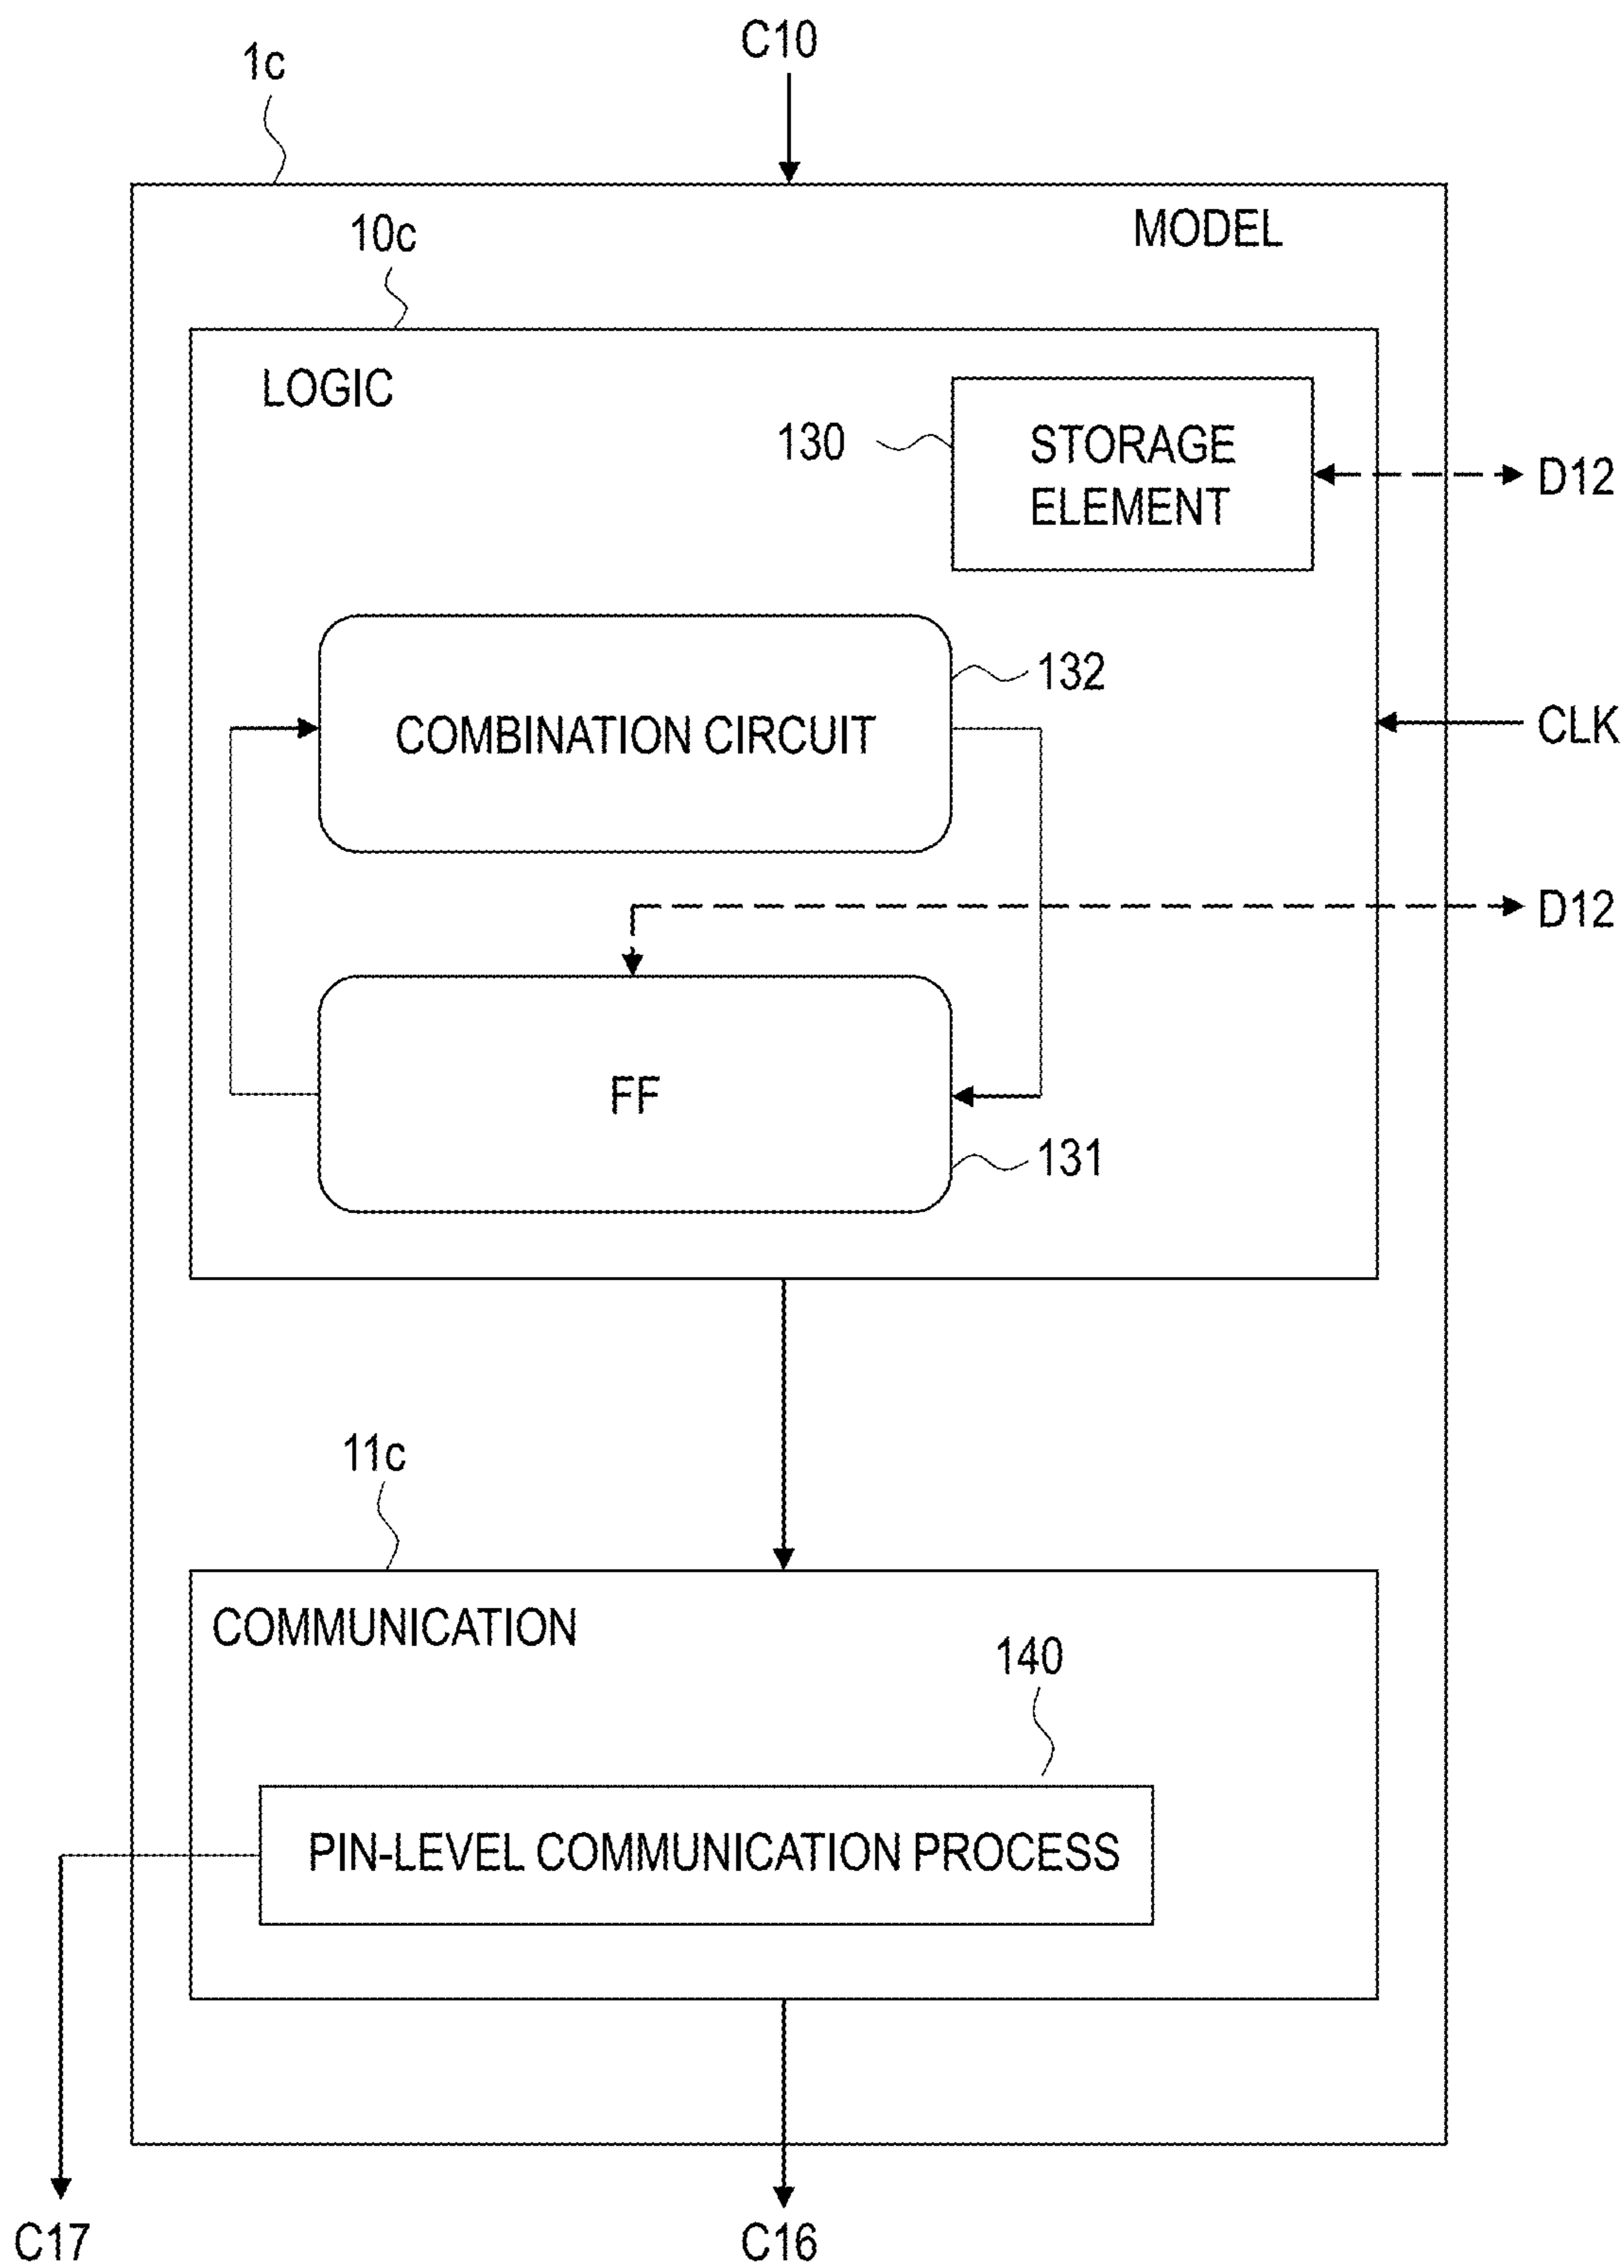 C10
1c
MODEL
10c
LOGIC
130
STORAGE
ELEMENT
D12
132
COMBINATION CIRCUIT
CLK
D12
FF
131
11c
COMMUNICATION
140
PIN-LEVEL COMMUNICATION PROCESS
C17
C16